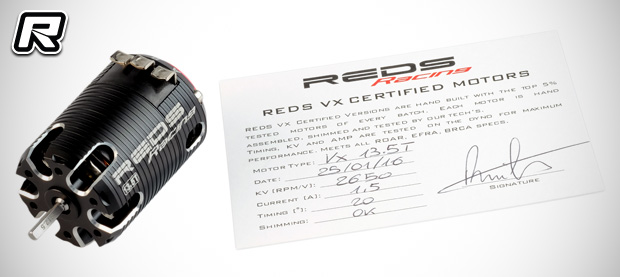 R
REDS
Racing
REDS
Racing
REDS VX CERTIFIED MOTORS
REDS VX CERTIFIED VERSIONS ARE HAND BUILT WITH THE TOP 5%
TESTED MOTORS OF EVERY BATCH. EACH MOTOR IS HAND
ASSEMBLED, SHIMMED AND TESTED BY OUR TECH'S.
TIMING, KV AND AMP ARE TESTED ON THE DYNO FOR MAXIMUM
PERFORMANCE. MEETS ALL ROAR, EFRA, BRCA SPECS.
MOTOR TYPE: VX 13.5T
DATE: 25/01/16
KV (RPM/V): 2650
CURRENT (A): 1.5
TIMING (°): 20
SHIMMING: OK
SIGNATURE